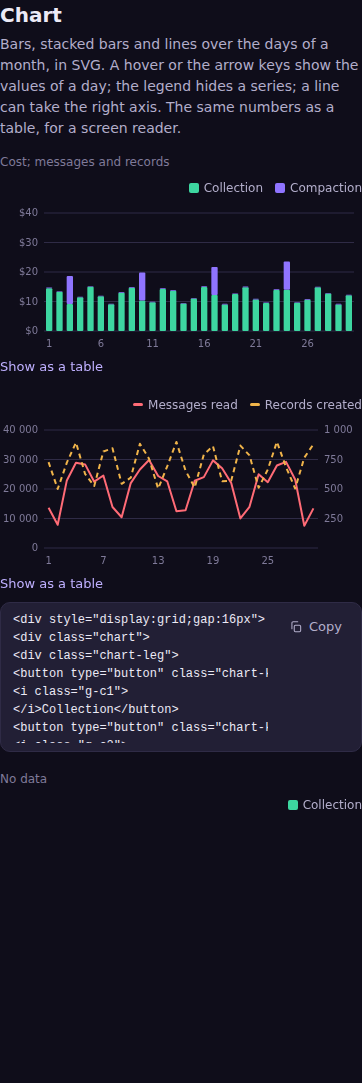 Chart
Bars, stacked bars and lines over the days of a
month, in SVG. A hover or the arrow keys show the
values of a day; the legend hides a series; a line
can take the right axis. The same numbers as a
table, for a screen reader.
Cost; messages and records
Collection Compaction
$40
$30
$20
$10
$0
1 6 11 16 21 26
Show as a table
Messages read Records created
40 000 1 000
30 000 750
20 000 500
10 000 250
0
1 7 13 19 25
Show as a table
<div style="display:grid;gap:16px">
Copy
<div class="chart">
<div class="chart-leg">
<button type="button" class="chart-
<i class="g-c1">
</i>Collection</button>
<button type="button" class="chart-
No data
Collection